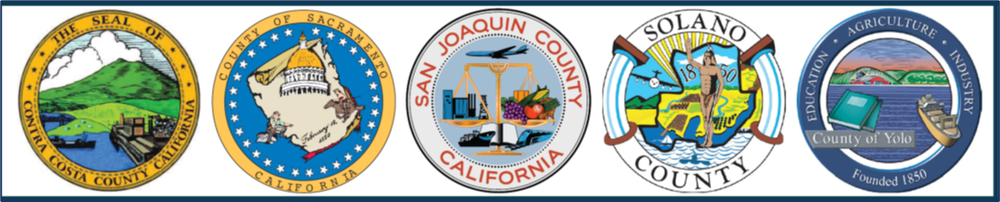 THE SEAL OF
CONTRA COSTA COUNTY CALIFORNIA
COUNTY OF SACRAMENTO
February 18,
1850
CALIFORNIA
SAN JOAQUIN COUNTY
CALIFORNIA
SOLANO
1850
COUNTY
EDUCATION · AGRICULTURE · INDUSTRY
County of Yolo
Founded 1850